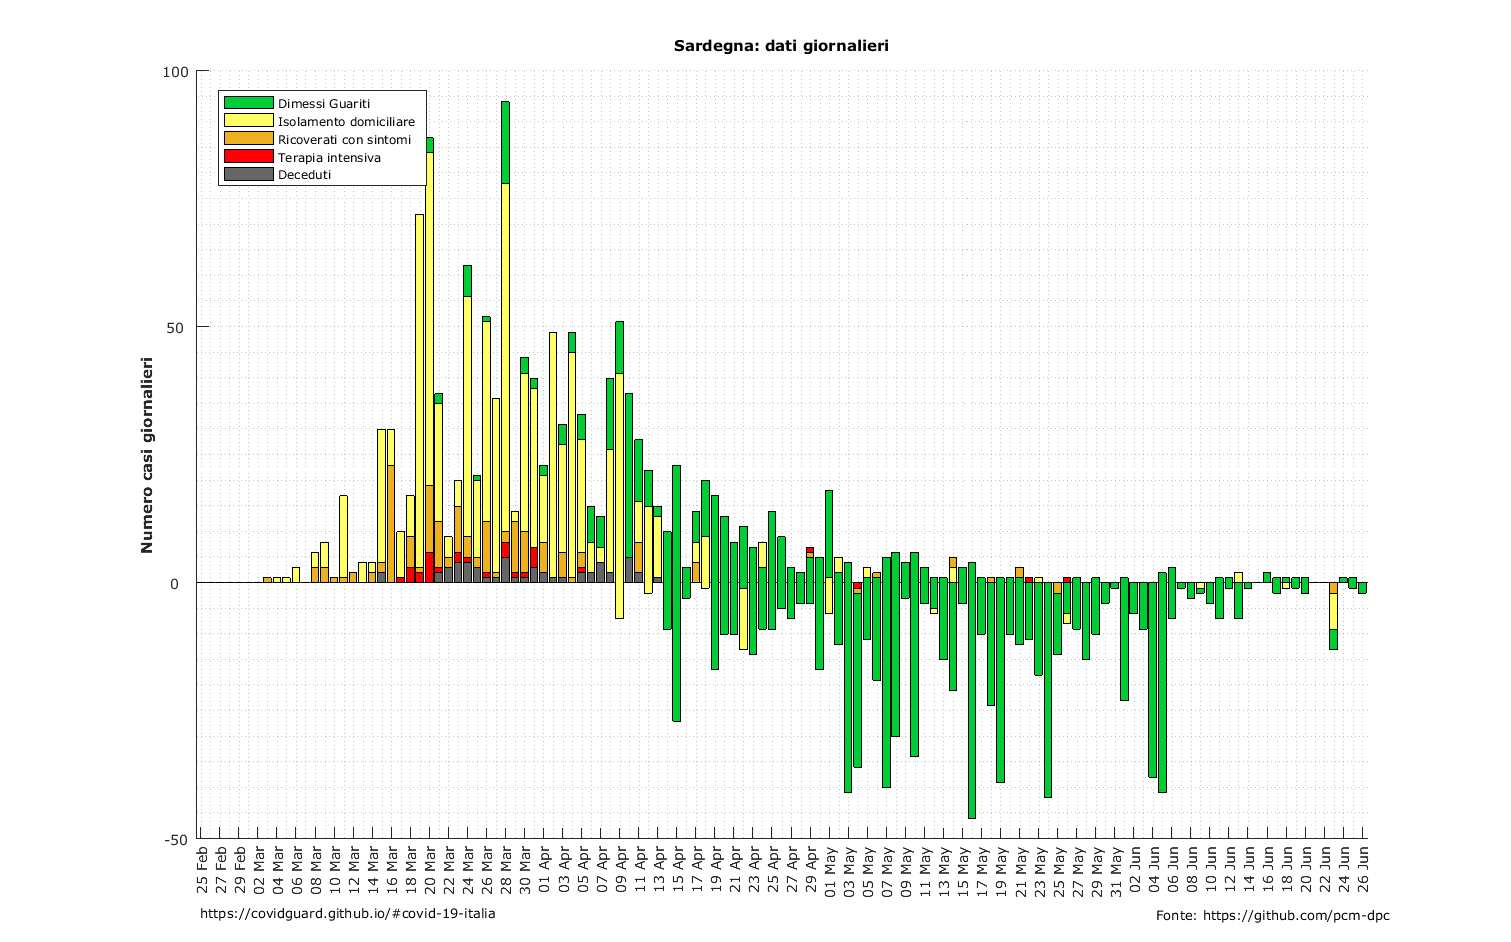 Sardegna: dati giornalieri
100
50
0
-50
Numero casi giornalieri
Dimessi Guariti
Isolamento domiciliare
Ricoverati con sintomi
Terapia intensiva
Deceduti
25 Feb
27 Feb
29 Feb
02 Mar
04 Mar
06 Mar
08 Mar
10 Mar
12 Mar
14 Mar
16 Mar
18 Mar
20 Mar
22 Mar
24 Mar
26 Mar
28 Mar
30 Mar
01 Apr
03 Apr
05 Apr
07 Apr
09 Apr
11 Apr
13 Apr
15 Apr
17 Apr
19 Apr
21 Apr
23 Apr
25 Apr
27 Apr
29 Apr
01 May
03 May
05 May
07 May
09 May
11 May
13 May
15 May
17 May
19 May
21 May
23 May
25 May
27 May
29 May
31 May
02 Jun
04 Jun
06 Jun
08 Jun
10 Jun
12 Jun
14 Jun
16 Jun
18 Jun
20 Jun
22 Jun
24 Jun
26 Jun
https://covidguard.github.io/#covid-19-italia
Fonte: https://github.com/pcm-dpc